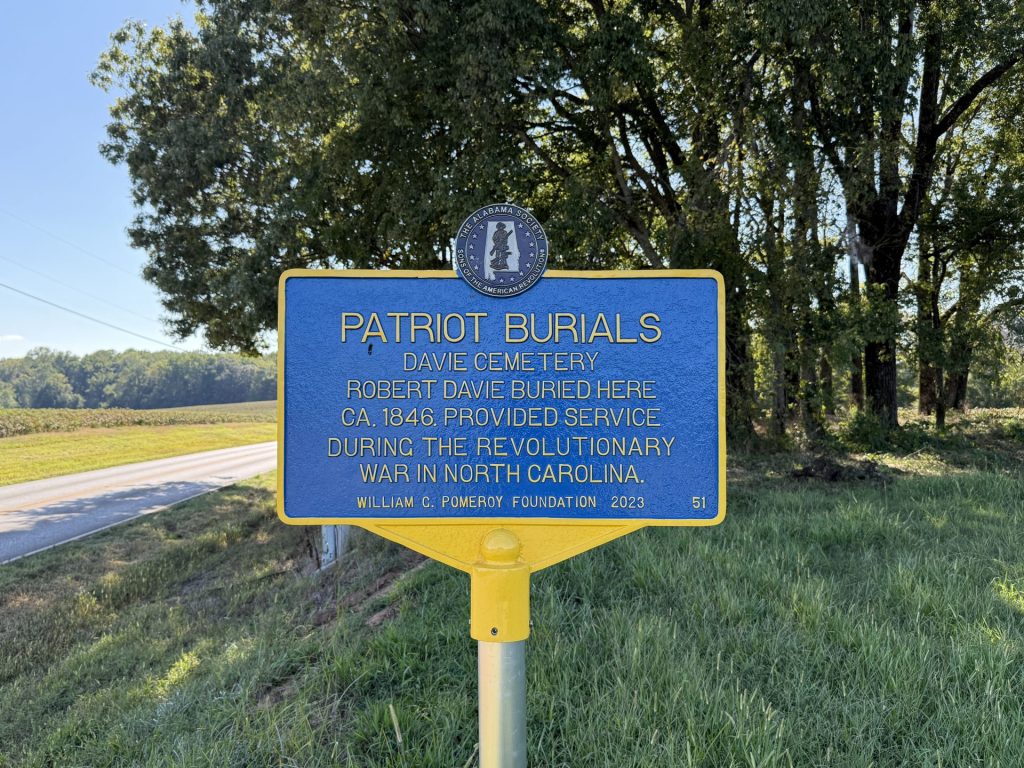 THE ALABAMA SOCIETY
SONS OF THE AMERICAN REVOLUTION
PATRIOT BURIALS
DAVIE CEMETERY
ROBERT DAVIE BURIED HERE
CA. 1846. PROVIDED SERVICE
DURING THE REVOLUTIONARY
WAR IN NORTH CAROLINA.
WILLIAM G. POMEROY FOUNDATION 2023 51